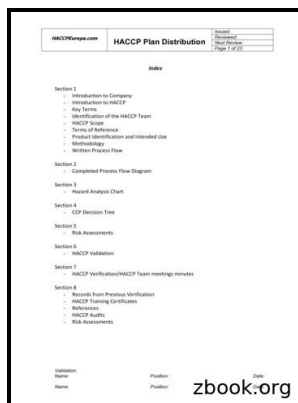 HACCPEuropa.com
HACCP Plan Distribution
Issued:
Reviewed:
Next Review:
Page 1 of 23
Index
Section 1
- Introduction to Company
- Introduction to HACCP
- Key Terms
- Identification of the HACCP Team
- HACCP Scope
- Terms of Reference
- Product Identification and Intended Use
- Methodology
- Written Process Flow
Section 2
- Completed Process Flow Diagram
Section 3
- Hazard Analysis Chart
Section 4
- CCP Decision Tree
Section 5
- Risk Assessments
Section 6
- HACCP Validation
Section 7
- HACCP Verification/HACCP Team meetings minutes
Section 8
- Records from Previous Verification
- HACCP Training Certificates
- References
- HACCP Audits
- Risk Assessments
Validation:
Name: Position: Date:
Name: Position:
zbook.org